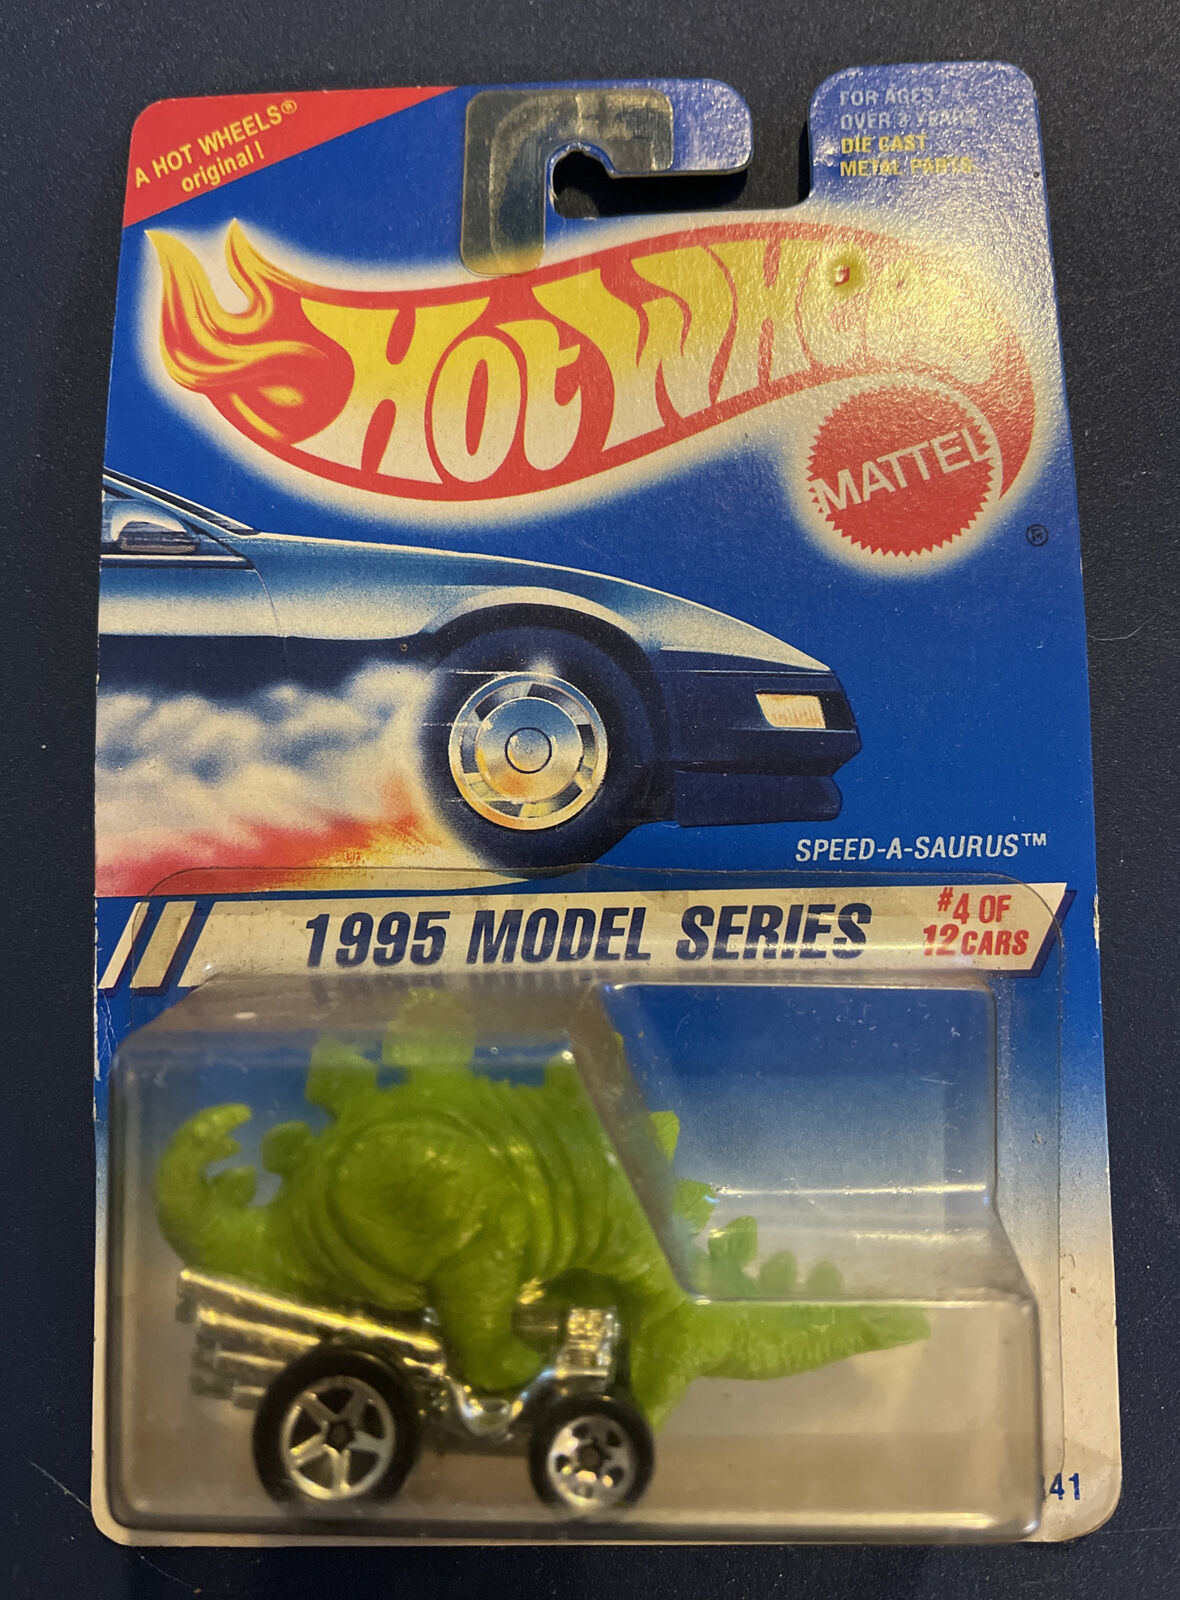 A HOT WHEELS®
original!
FOR AGES
OVER 3 YEARS
DIE CAST
METAL PARTS
HOT WHEELS
®
MATTEL
®
SPEED-A-SAURUS™
1995 MODEL SERIES
#4 OF
12 CARS
341